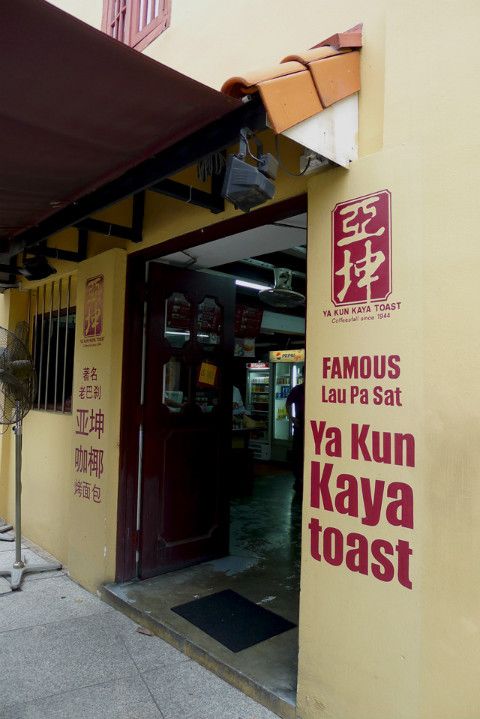 著名
老巴刹
亚坤
咖椰
烤面包
亞坤
YA KUN KAYA TOAST
Coffeestall since 1944
FAMOUS
Lau Pa Sat
Ya Kun
Kaya
toast
PEPSI